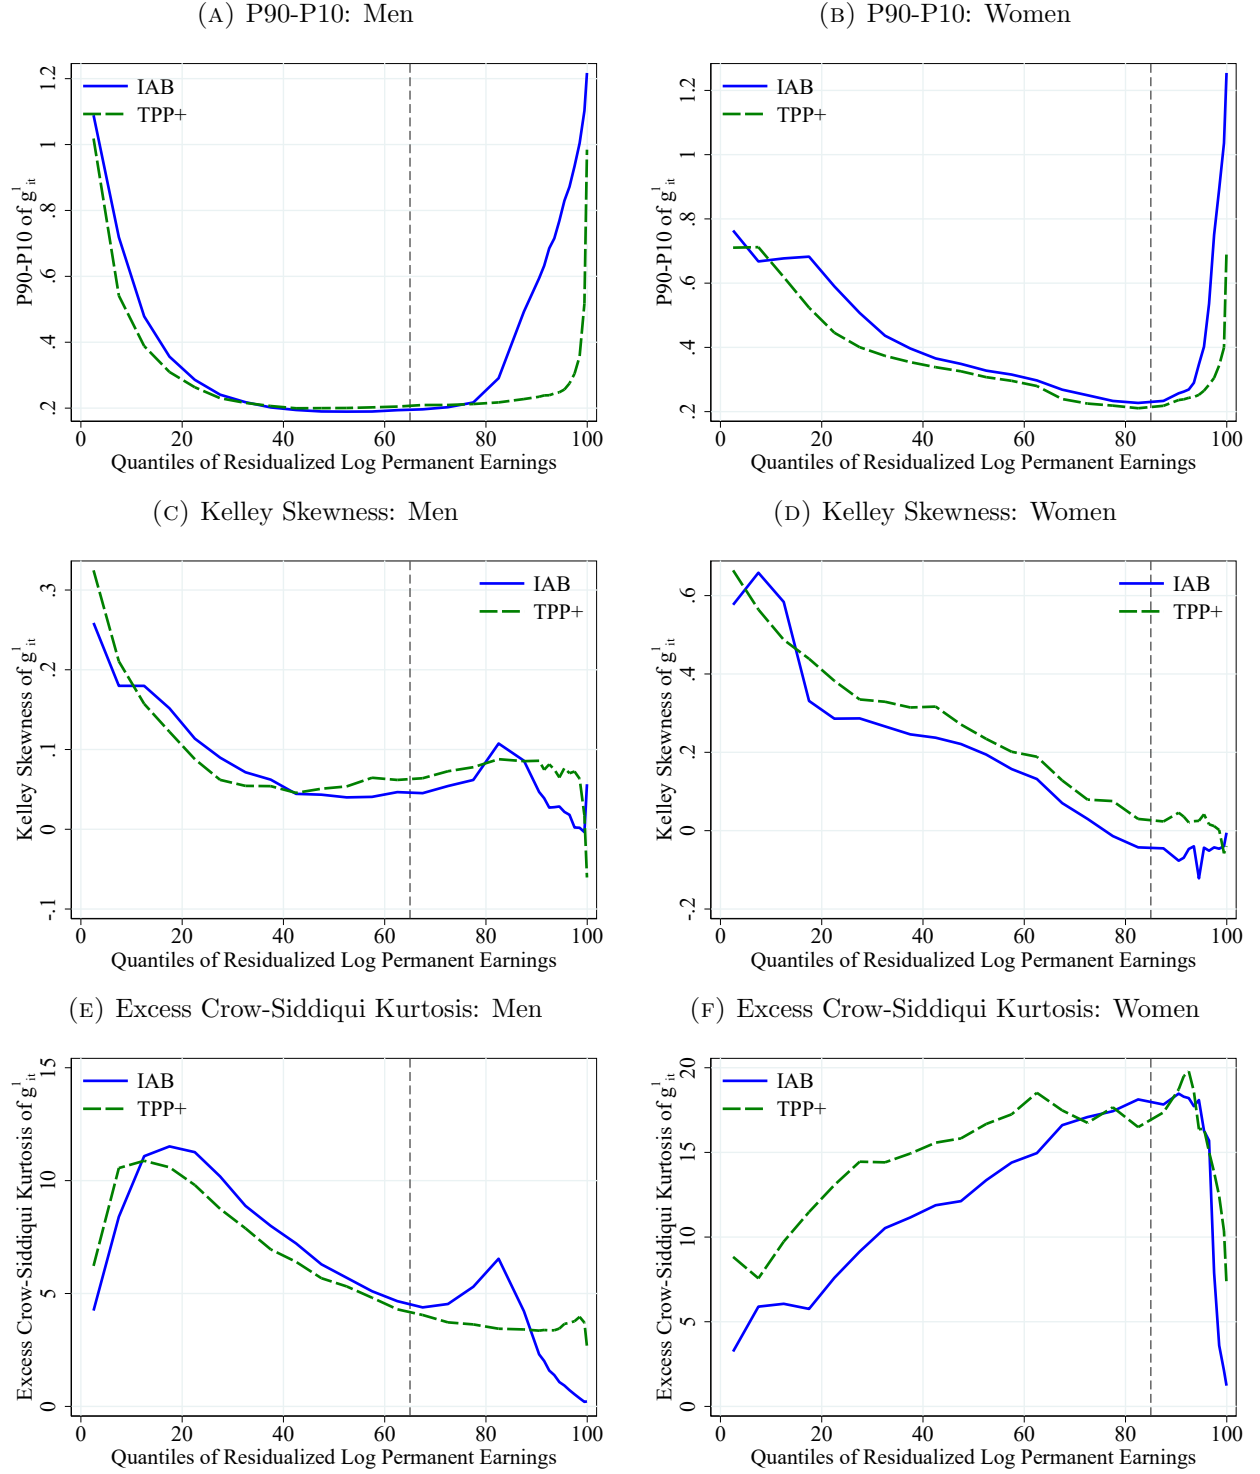 (A) P90-P10: Men
P90-P10 of g¹ᵢₜ
1.2
1
.8
.6
.4
.2
IAB
TPP+
0 20 40 60 80 100
Quantiles of Residualized Log Permanent Earnings
(B) P90-P10: Women
P90-P10 of g¹ᵢₜ
1.2
1
.8
.6
.4
.2
IAB
TPP+
0 20 40 60 80 100
Quantiles of Residualized Log Permanent Earnings
(C) Kelley Skewness: Men
Kelley Skewness of g¹ᵢₜ
.3
.2
.1
0
-.1
IAB
TPP+
0 20 40 60 80 100
Quantiles of Residualized Log Permanent Earnings
(D) Kelley Skewness: Women
Kelley Skewness of g¹ᵢₜ
.6
.4
.2
0
-.2
IAB
TPP+
0 20 40 60 80 100
Quantiles of Residualized Log Permanent Earnings
(E) Excess Crow-Siddiqui Kurtosis: Men
Excess Crow-Siddiqui Kurtosis of g¹ᵢₜ
15
10
5
0
IAB
TPP+
0 20 40 60 80 100
Quantiles of Residualized Log Permanent Earnings
(F) Excess Crow-Siddiqui Kurtosis: Women
Excess Crow-Siddiqui Kurtosis of g¹ᵢₜ
20
15
10
5
0
IAB
TPP+
0 20 40 60 80 100
Quantiles of Residualized Log Permanent Earnings